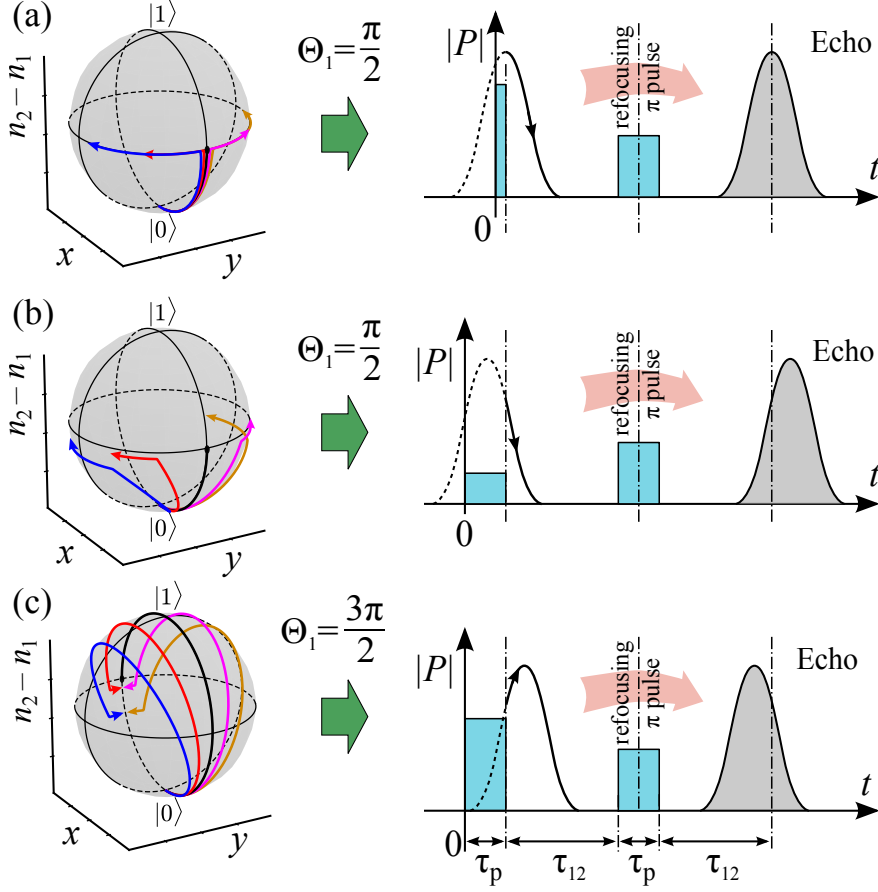 (a)
|1⟩
n₂ − n₁
|0⟩
x
y
Θ₁ = π/2
|P|
refocusing
π pulse
Echo
t
0
(b)
|1⟩
n₂ − n₁
|0⟩
x
y
Θ₁ = π/2
|P|
refocusing
π pulse
Echo
t
0
(c)
|1⟩
n₂ − n₁
|0⟩
x
y
Θ₁ = 3π/2
|P|
refocusing
π pulse
Echo
t
0
τₚ
τ₁₂
τₚ
τ₁₂